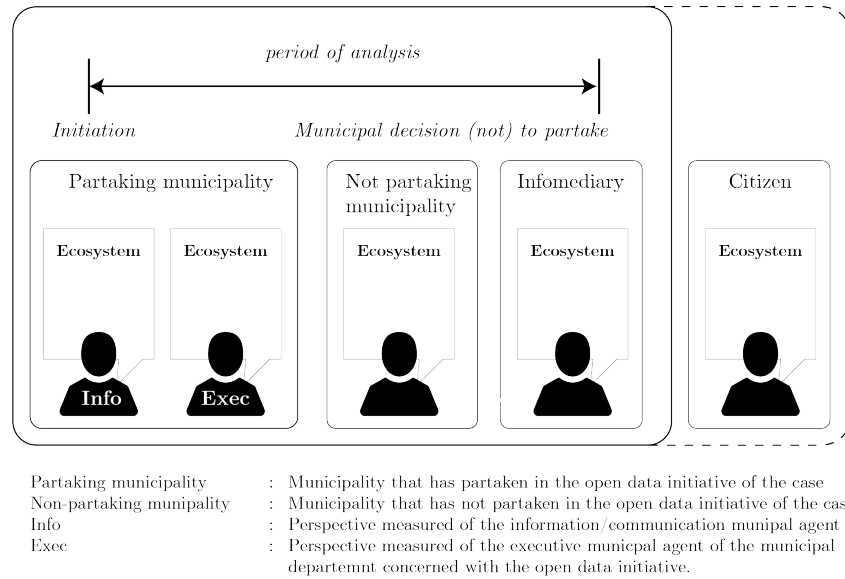 period of analysis
Initiation
Municipal decision (not) to partake
Partaking municipality
Not partaking
municipality
Infomediary
Citizen
Ecosystem
Ecosystem
Ecosystem
Ecosystem
Ecosystem
Info
Exec
Partaking municipality : Municipality that has partaken in the open data initiative of the case
Non-partaking munipality : Municipality that has not partaken in the open data initiative of the cas
Info : Perspective measured of the information/communication munipal agent
Exec : Perspective measured of the executive municpal agent of the municipal
departemnt concerned with the open data initiative.